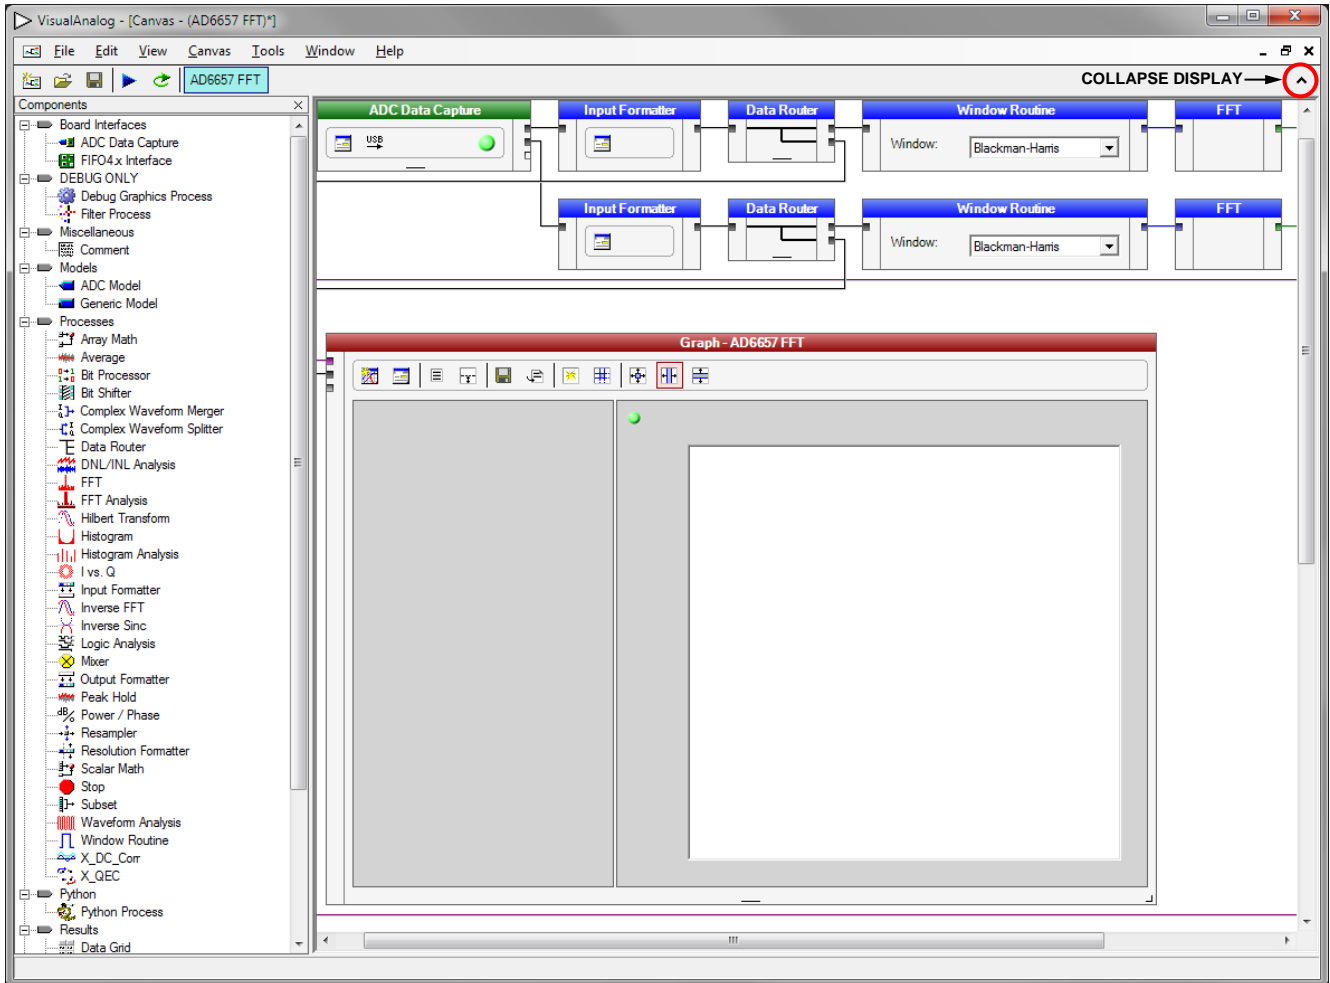 VisualAnalog - [Canvas - (AD6657 FFT)*]
File Edit View Canvas Tools Window Help
AD6657 FFT
COLLAPSE DISPLAY
Components
Board Interfaces
ADC Data Capture
FIFO4.x Interface
DEBUG ONLY
Debug Graphics Process
Filter Process
Miscellaneous
Comment
Models
ADC Model
Generic Model
Processes
Array Math
Average
Bit Processor
Bit Shifter
Complex Waveform Merger
Complex Waveform Splitter
Data Router
DNL/INL Analysis
FFT
FFT Analysis
Hilbert Transform
Histogram
Histogram Analysis
I vs. Q
Input Formatter
Inverse FFT
Inverse Sinc
Logic Analysis
Mixer
Output Formatter
Peak Hold
Power / Phase
Resampler
Resolution Formatter
Scalar Math
Stop
Subset
Waveform Analysis
Window Routine
X_DC_Corr
X_QEC
Python
Python Process
Results
Data Grid
ADC Data Capture
USB
Input Formatter
Data Router
Window Routine
Window: Blackman-Harris
FFT
Input Formatter
Data Router
Window Routine
Window: Blackman-Harris
FFT
Graph - AD6657 FFT